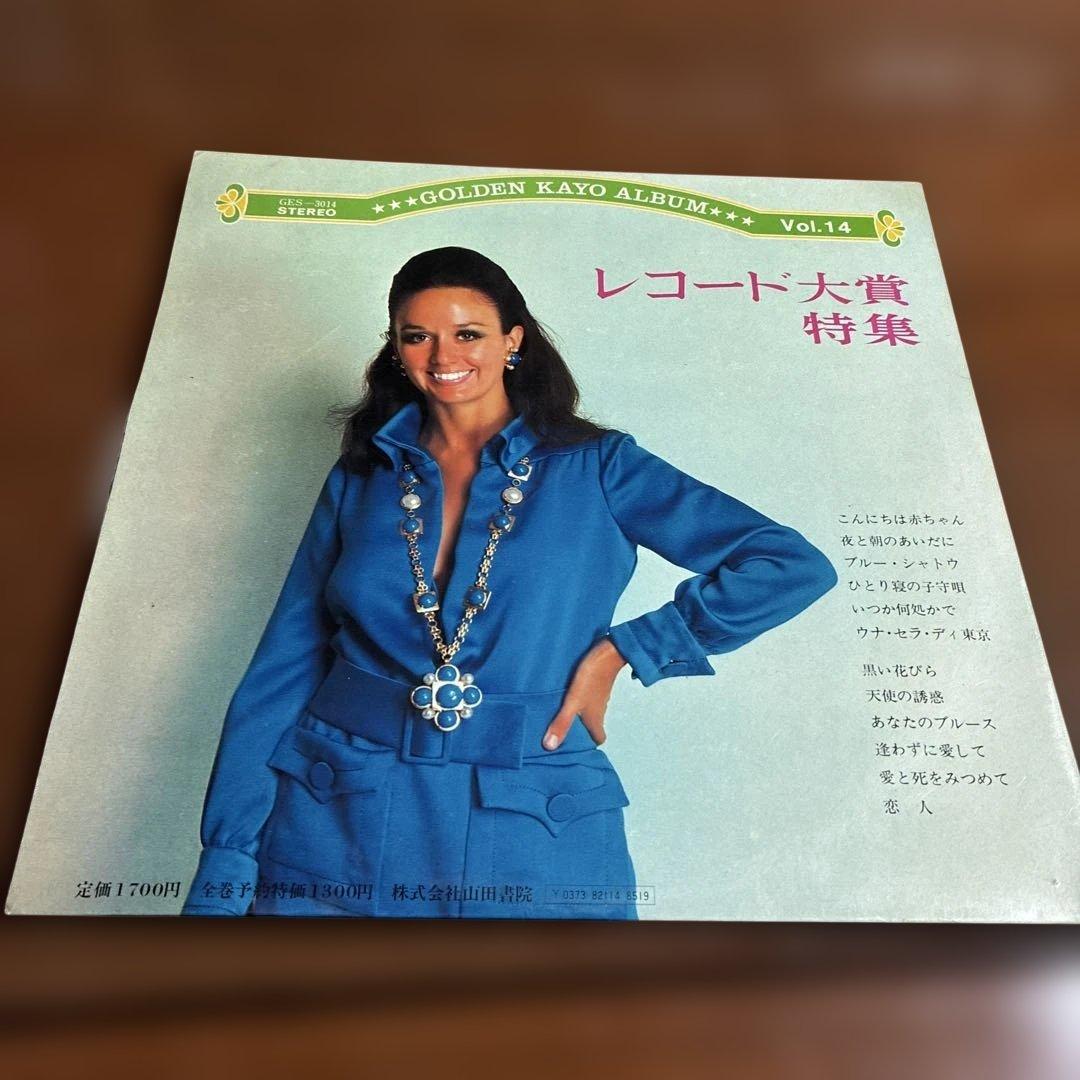 GES-3014
STEREO
★★★GOLDEN KAYO ALBUM★★★
Vol.14
レコード大賞
特集
こんにちは赤ちゃん
夜と朝のあいだに
ブルー・シャトウ
ひとり寝の子守唄
いつか何処かで
ウナ・セラ・ディ東京
黒い花びら
天使の誘惑
あなたのブルース
逢わずに愛して
愛と死をみつめて
恋人
定価1700円 全巻予約特価1300円 株式会社山田書院 Y0373 82114 8519